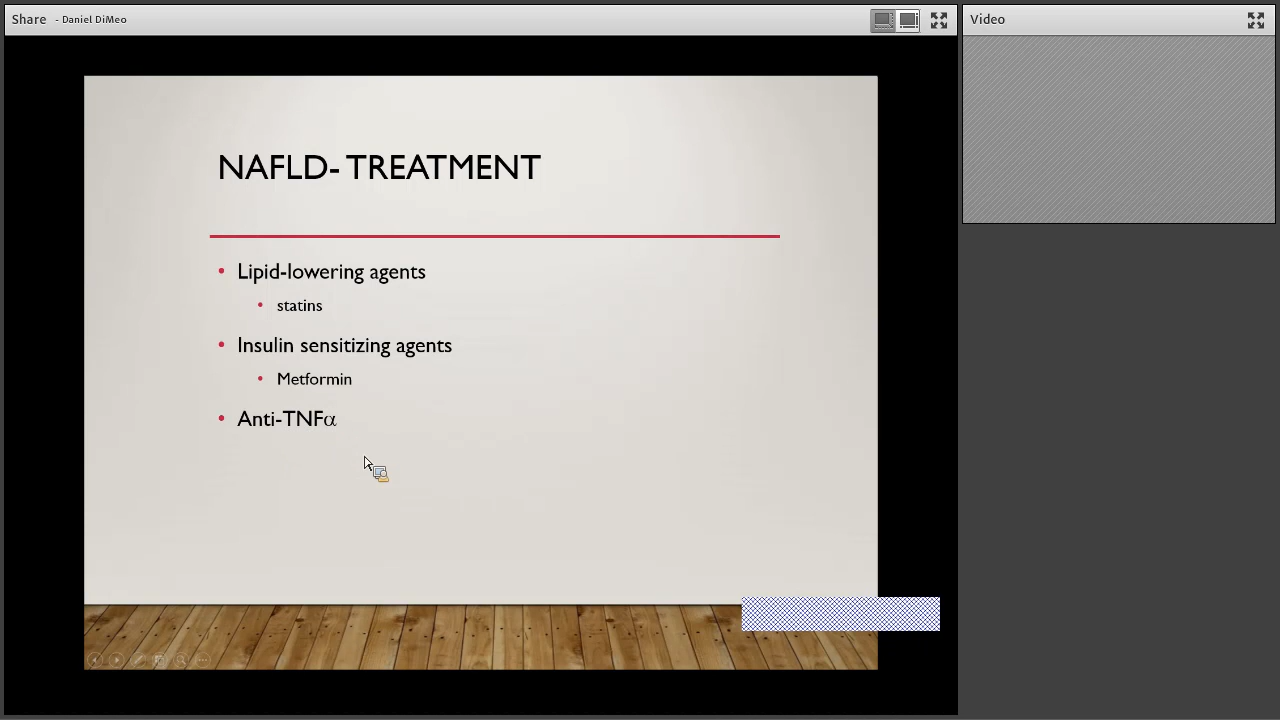 Share - Daniel DiMeo
Video
NAFLD- TREATMENT
• Lipid-lowering agents
• statins
• Insulin sensitizing agents
• Metformin
• Anti-TNFα